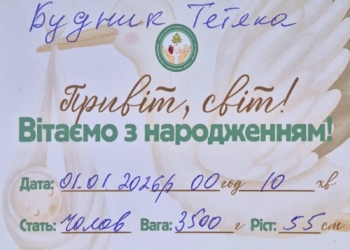 Будник Тетяна
Привіт, світ!
Вітаємо з народженням!
Дата: 01.01 2026р 00 год 10 хв
Стать: Чолов Вага: 3500 г Ріст: 55 см